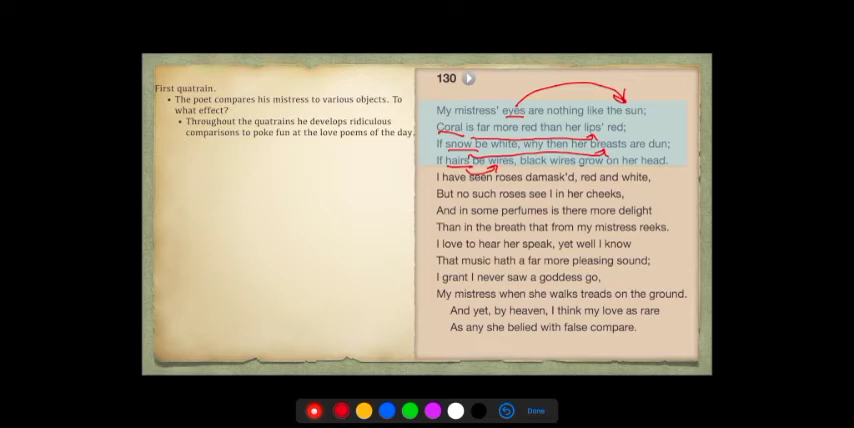 First quatrain.
• The poet compares his mistress to various objects. To
what effect?
• Throughout the quatrains he develops ridiculous
comparisons to poke fun at the love poems of the day.
130
My mistress' eyes are nothing like the sun;
Coral is far more red than her lips' red;
If snow be white, why then her breasts are dun;
If hairs be wires, black wires grow on her head.
I have seen roses damask'd, red and white,
But no such roses see I in her cheeks,
And in some perfumes is there more delight
Than in the breath that from my mistress reeks.
I love to hear her speak, yet well I know
That music hath a far more pleasing sound;
I grant I never saw a goddess go,
My mistress when she walks treads on the ground.
And yet, by heaven, I think my love as rare
As any she belied with false compare.
Done